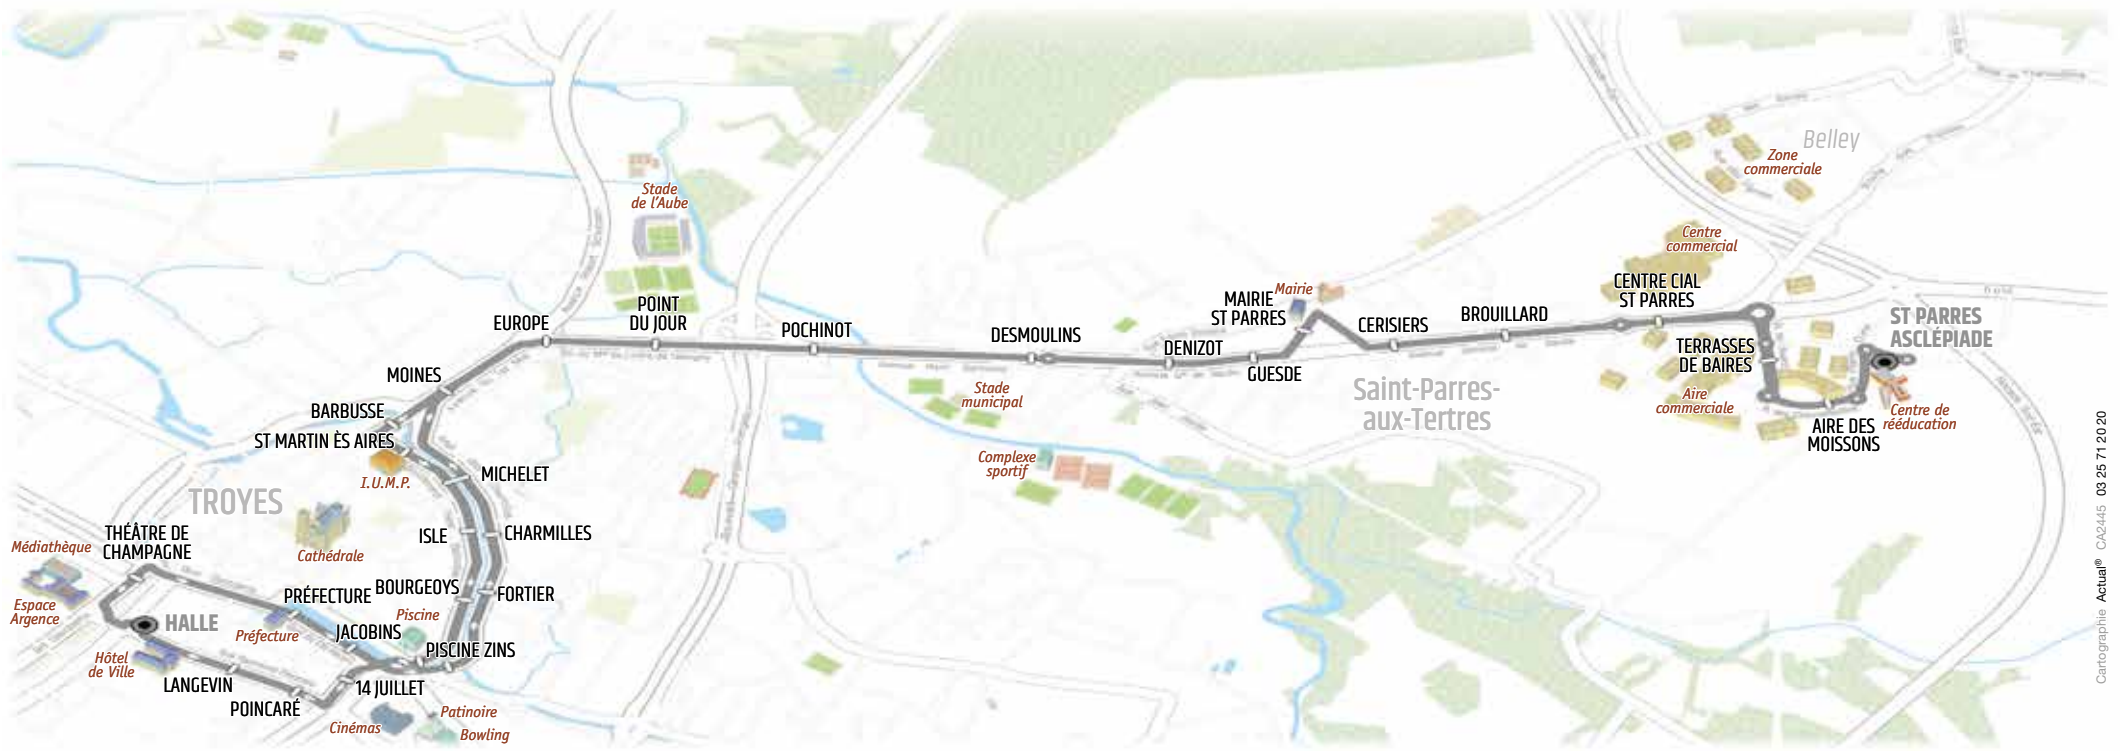 Belley
Zone
commerciale
Stade
de l'Aube
Centre
commercial
CENTRE CIAL
ST PARRES
Mairie
MAIRIE
ST PARRES
POINT
DU JOUR
EUROPE
POCHINOT
DESMOULINS
DENIZOT
GUESDE
CERISIERS
BROUILLARD
ST PARRES
ASCLÉPIADE
TERRASSES
DE BAIRES
Aire
commerciale
AIRE DES
MOISSONS
Centre de
rééducation
Saint-Parres-
aux-Tertres
Stade
municipal
Complexe
sportif
MOINES
BARBUSSE
ST MARTIN ÈS AIRES
I.U.M.P.
MICHELET
TROYES
Cathédrale
ISLE
CHARMILLES
THÉÂTRE DE
CHAMPAGNE
Médiathèque
Espace
Argence
PRÉFECTURE
BOURGEOYS
FORTIER
Piscine
HALLE
Préfecture
JACOBINS
PISCINE ZINS
Hôtel
de Ville
LANGEVIN
14 JUILLET
POINCARÉ
Cinémas
Patinoire
Bowling
Cartographie Actual® CA2445 03 25 71 20 20